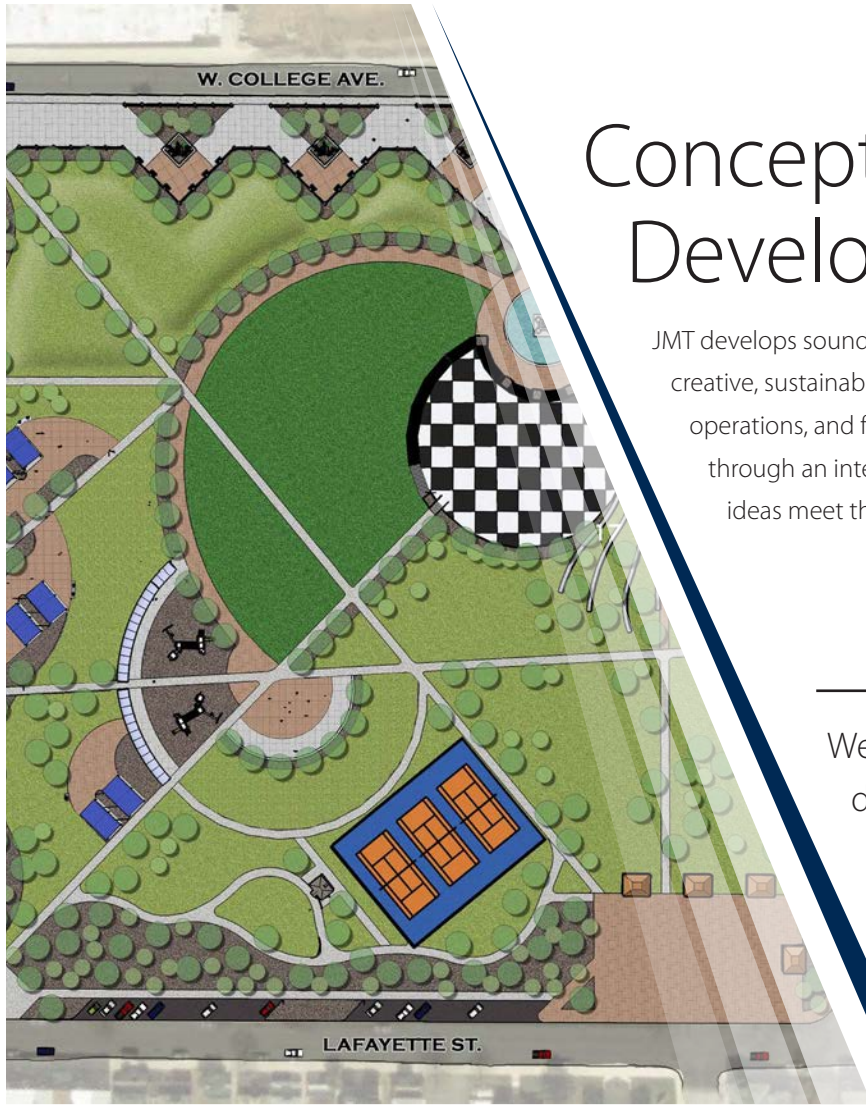 W. COLLEGE AVE.
Concept
Develo
JMT develops sound
creative, sustainab
operations, and f
through an inte
ideas meet th
We
LAFAYETTE ST.